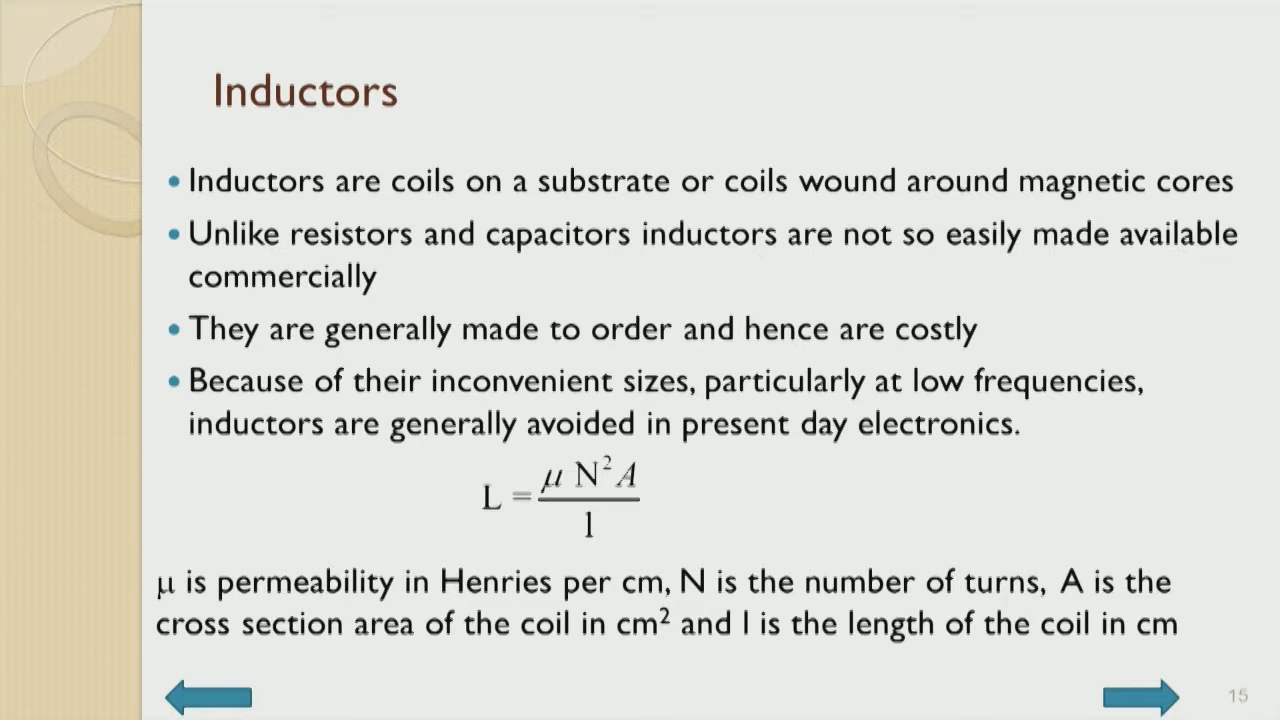 Inductors
• Inductors are coils on a substrate or coils wound around magnetic cores
• Unlike resistors and capacitors inductors are not so easily made available
commercially
• They are generally made to order and hence are costly
• Because of their inconvenient sizes, particularly at low frequencies,
inductors are generally avoided in present day electronics.
L = μ N² A / l
μ is permeability in Henries per cm, N is the number of turns, A is the
cross section area of the coil in cm² and l is the length of the coil in cm
15